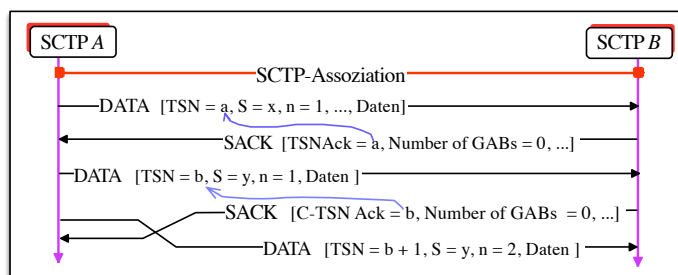 SCTP A
SCTP B
SCTP-Assoziation
DATA [TSN = a, S = x, n = 1, ..., Daten]
SACK [TSNAck = a, Number of GABs = 0, ...]
DATA [TSN = b, S = y, n = 1, Daten ]
SACK [C-TSN Ack = b, Number of GABs = 0, ...]
DATA [TSN = b + 1, S = y, n = 2, Daten ]